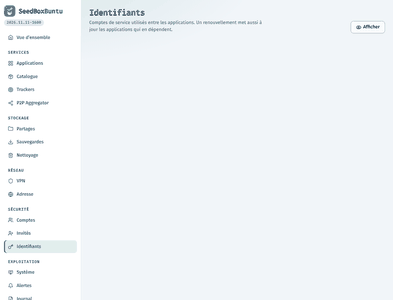 SeedBoxBuntu
2026.11.21-1600
Vue d'ensemble
SERVICES
Applications
Catalogue
Trackers
P2P Aggregator
STOCKAGE
Partages
Sauvegardes
Nettoyage
RÉSEAU
VPN
Adresse
SÉCURITÉ
Comptes
Invités
Identifiants
EXPLOITATION
Système
Alertes
Journal
Identifiants
Comptes de service utilisés entre les applications. Un renouvellement met aussi à
jour les applications qui en dépendent.
Afficher